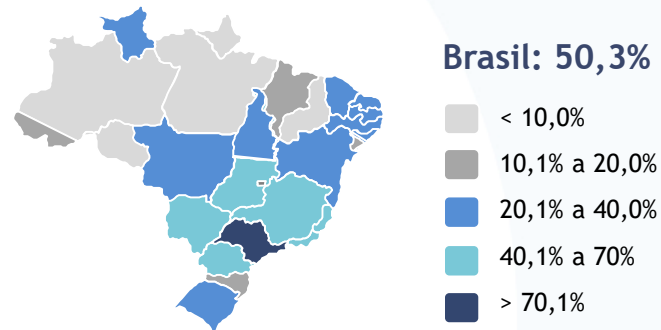 Brasil: 50,3%
< 10,0%
10,1% a 20,0%
20,1% a 40,0%
40,1% a 70%
> 70,1%